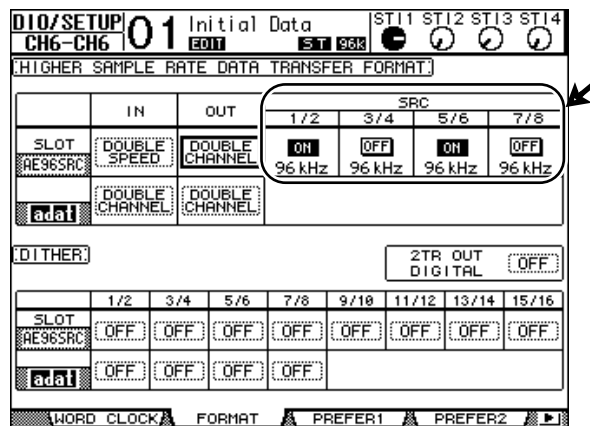 DIO/SETUP 01 Initial Data ST11 ST12 ST13 ST14
CH6-CH6 EDIT ST 96K
HIGHER SAMPLE RATE DATA TRANSFER FORMAT
IN OUT SRC
1/2 3/4 5/6 7/8
SLOT DOUBLE SPEED DOUBLE CHANNEL ON OFF ON OFF
AE96SRC 96 kHz 96 kHz 96 kHz 96 kHz
adat DOUBLE CHANNEL DOUBLE CHANNEL
DITHER 2TR OUT DIGITAL OFF
1/2 3/4 5/6 7/8 9/10 11/12 13/14 15/16
SLOT AE96SRC OFF OFF OFF OFF OFF OFF OFF OFF
adat OFF OFF OFF OFF
WORD CLOCK FORMAT PREFER1 PREFER2